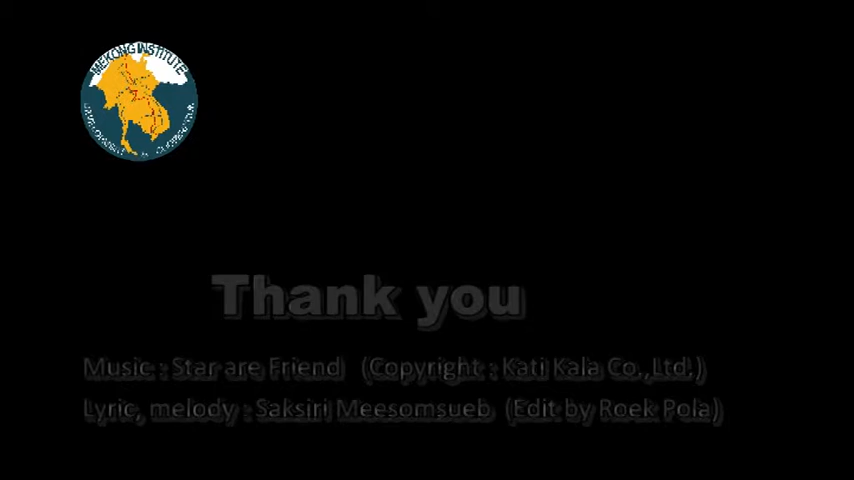 MEKONG INSTITUTE
Thank you
Music : Star are Friend (Copyright : Kati Kala Co.,Ltd.)
Lyric, melody : Saksiri Meesomsueb (Edit by Roek Pola)